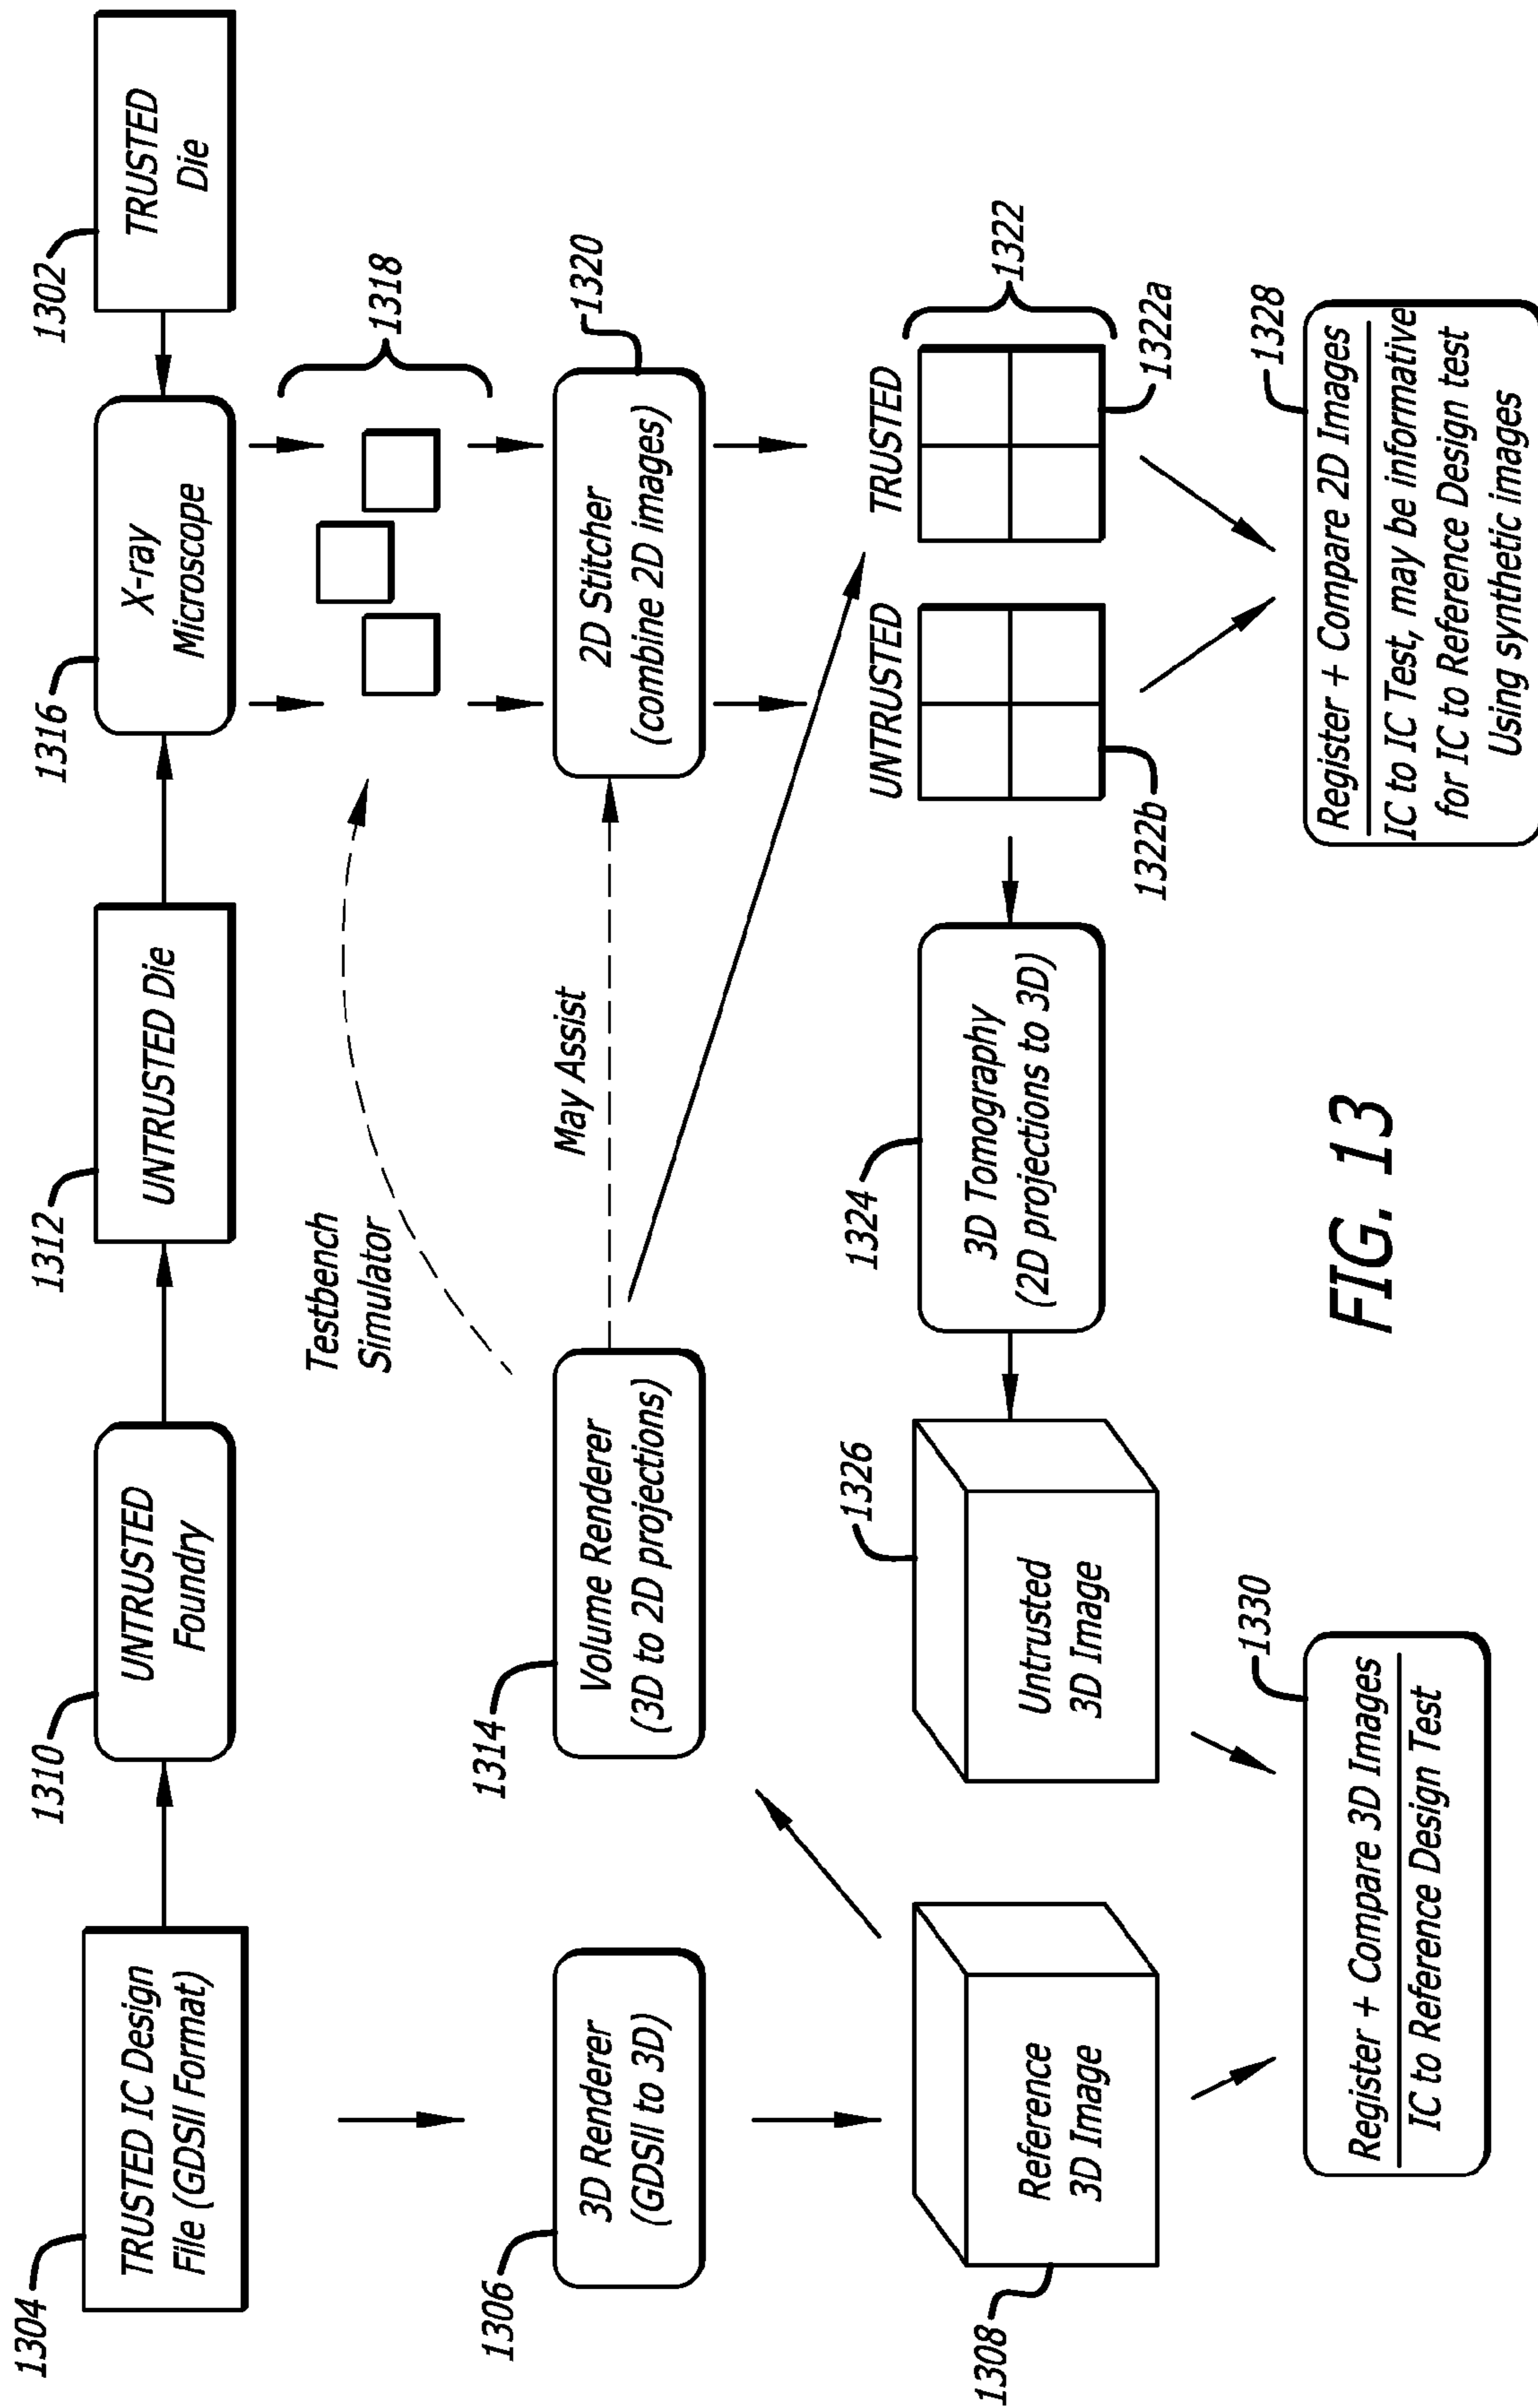 1304
TRUSTED IC Design
File (GDSII Format)
1310
UNTRUSTED
Foundry
1312
UNTRUSTED Die
1316
X-ray
Microscope
1302
TRUSTED
Die
Testbench
Simulator
1318
1306
3D Renderer
(GDSII to 3D)
1314
Volume Renderer
(3D to 2D projections)
May Assist
2D Stitcher
(combine 2D images)
1320
1308
Reference
3D Image
1326
Untrusted
3D Image
1324
3D Tomography
(2D projections to 3D)
UNTRUSTED
TRUSTED
1322
1322b
1322a
1330
Register + Compare 3D Images
IC to Reference Design Test
1328
Register + Compare 2D Images
IC to IC Test, may be informative
for IC to Reference Design test
Using synthetic images
FIG. 13